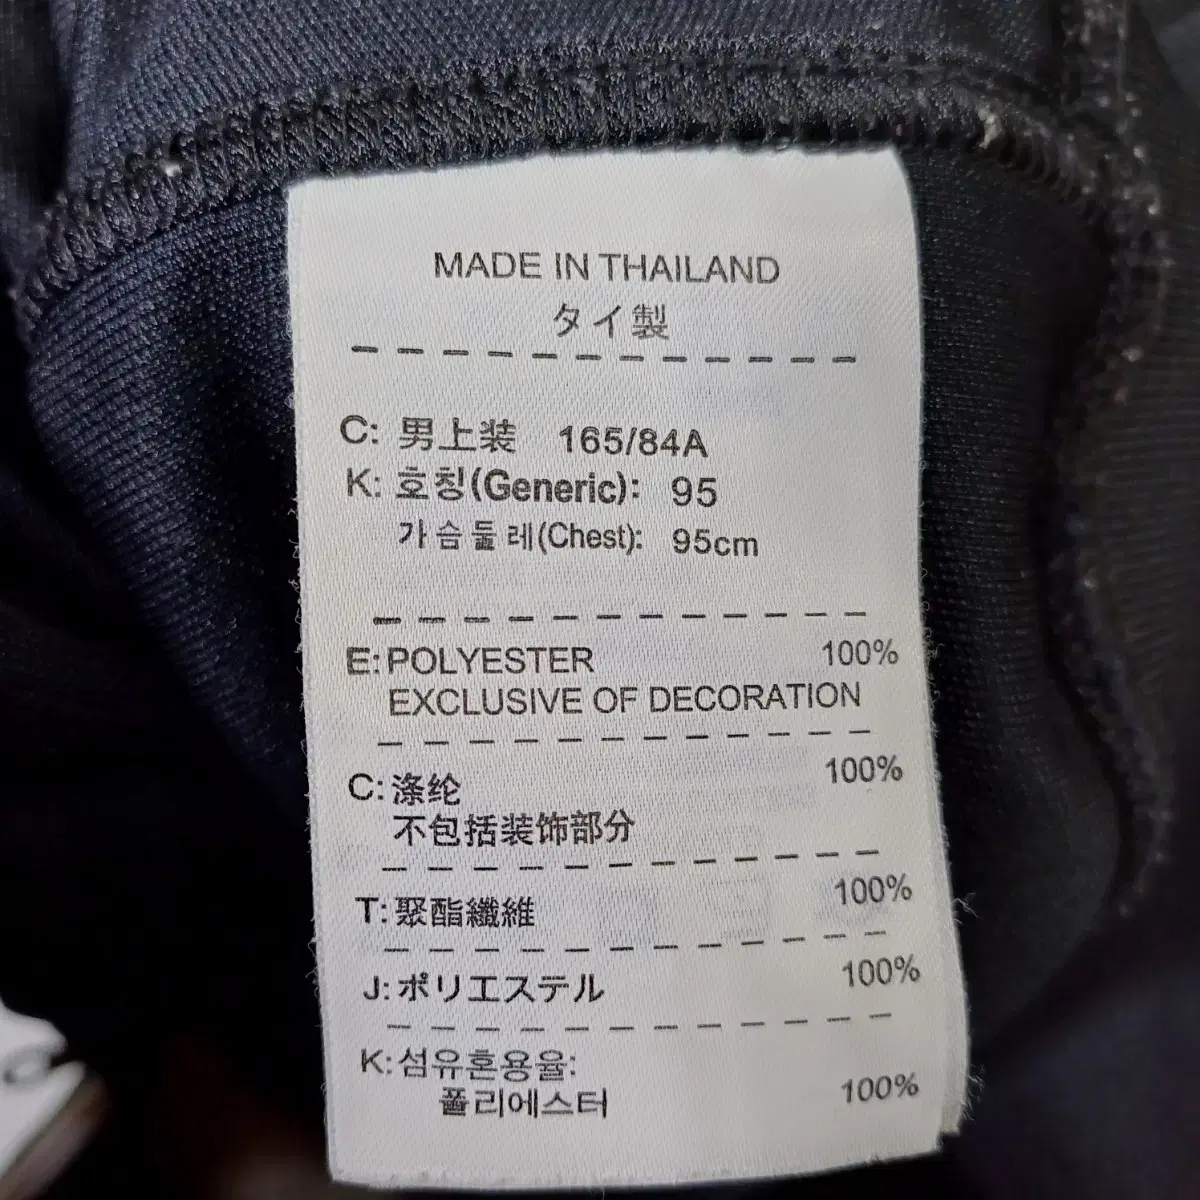 MADE IN THAILAND
タイ製
C: 男上装 165/84A
K: 호칭(Generic): 95
가슴둘레(Chest): 95cm
E: POLYESTER 100%
EXCLUSIVE OF DECORATION
C: 涤纶 100%
不包括装饰部分
T: 聚酯纖維 100%
J: ポリエステル 100%
K: 섬유혼용율:
폴리에스터 100%